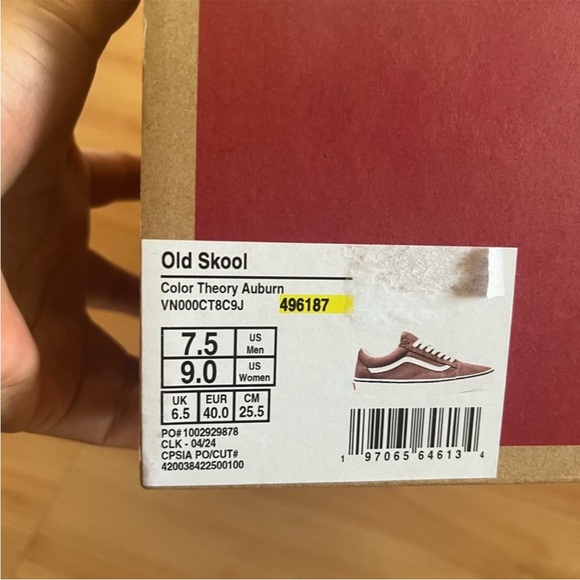 Old Skool
Color Theory Auburn
VN000CT8C9J 496187
7.5 US Men
9.0 US Women
UK 6.5 EUR 40.0 CM 25.5
PO# 1002929878
CLK - 04/24
CPSIA PO/CUT#
420038422500100
1 97065 64613 4